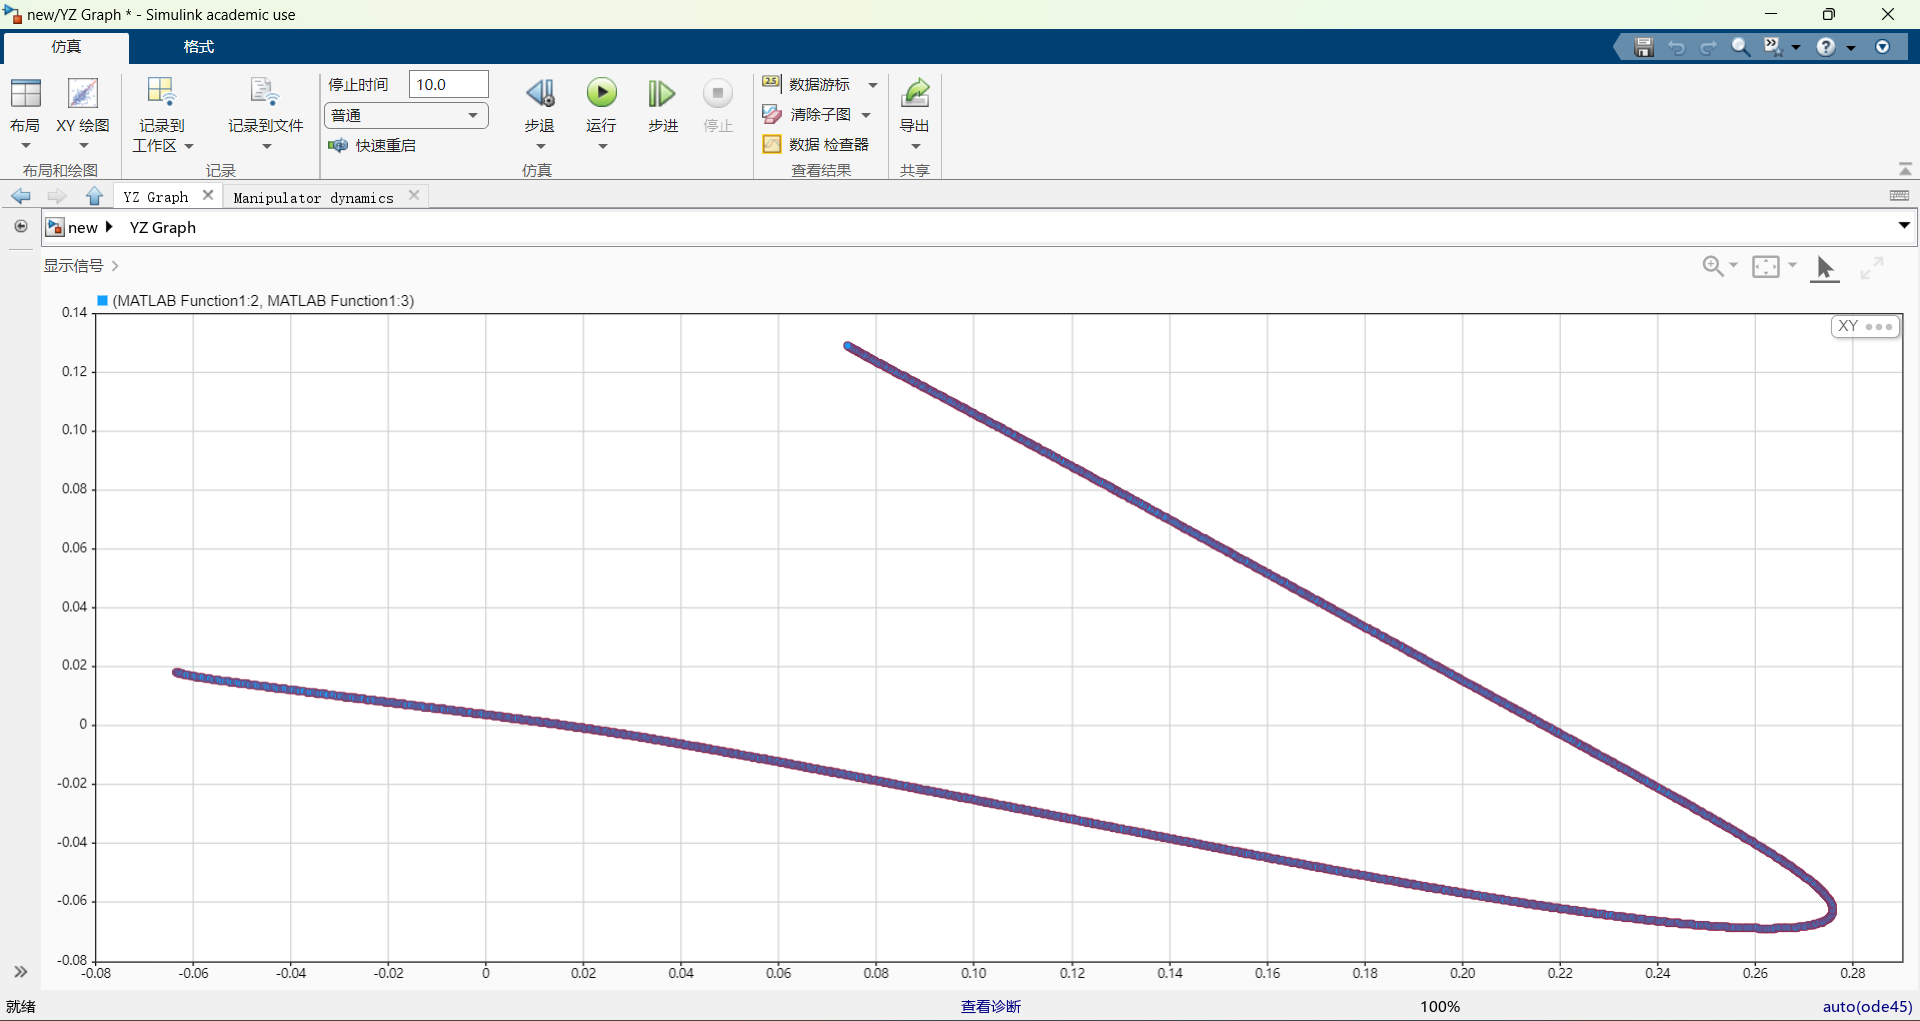 new/YZ Graph * - Simulink academic use
仿真 格式
停止时间 10.0
普通
快速重启
布局 XY 绘图
记录到
工作区
记录到文件
步退 运行 步进 停止
数据游标
清除子图
数据 检查器
导出
布局和绘图 记录 仿真 查看结果 共享
YZ Graph Manipulator dynamics
new YZ Graph
显示信号
(MATLAB Function1:2, MATLAB Function1:3)
XY
0.14
0.12
0.10
0.08
0.06
0.04
0.02
0
-0.02
-0.04
-0.06
-0.08
-0.08 -0.06 -0.04 -0.02 0 0.02 0.04 0.06 0.08 0.10 0.12 0.14 0.16 0.18 0.20 0.22 0.24 0.26 0.28
就绪 查看诊断 100% auto(ode45)